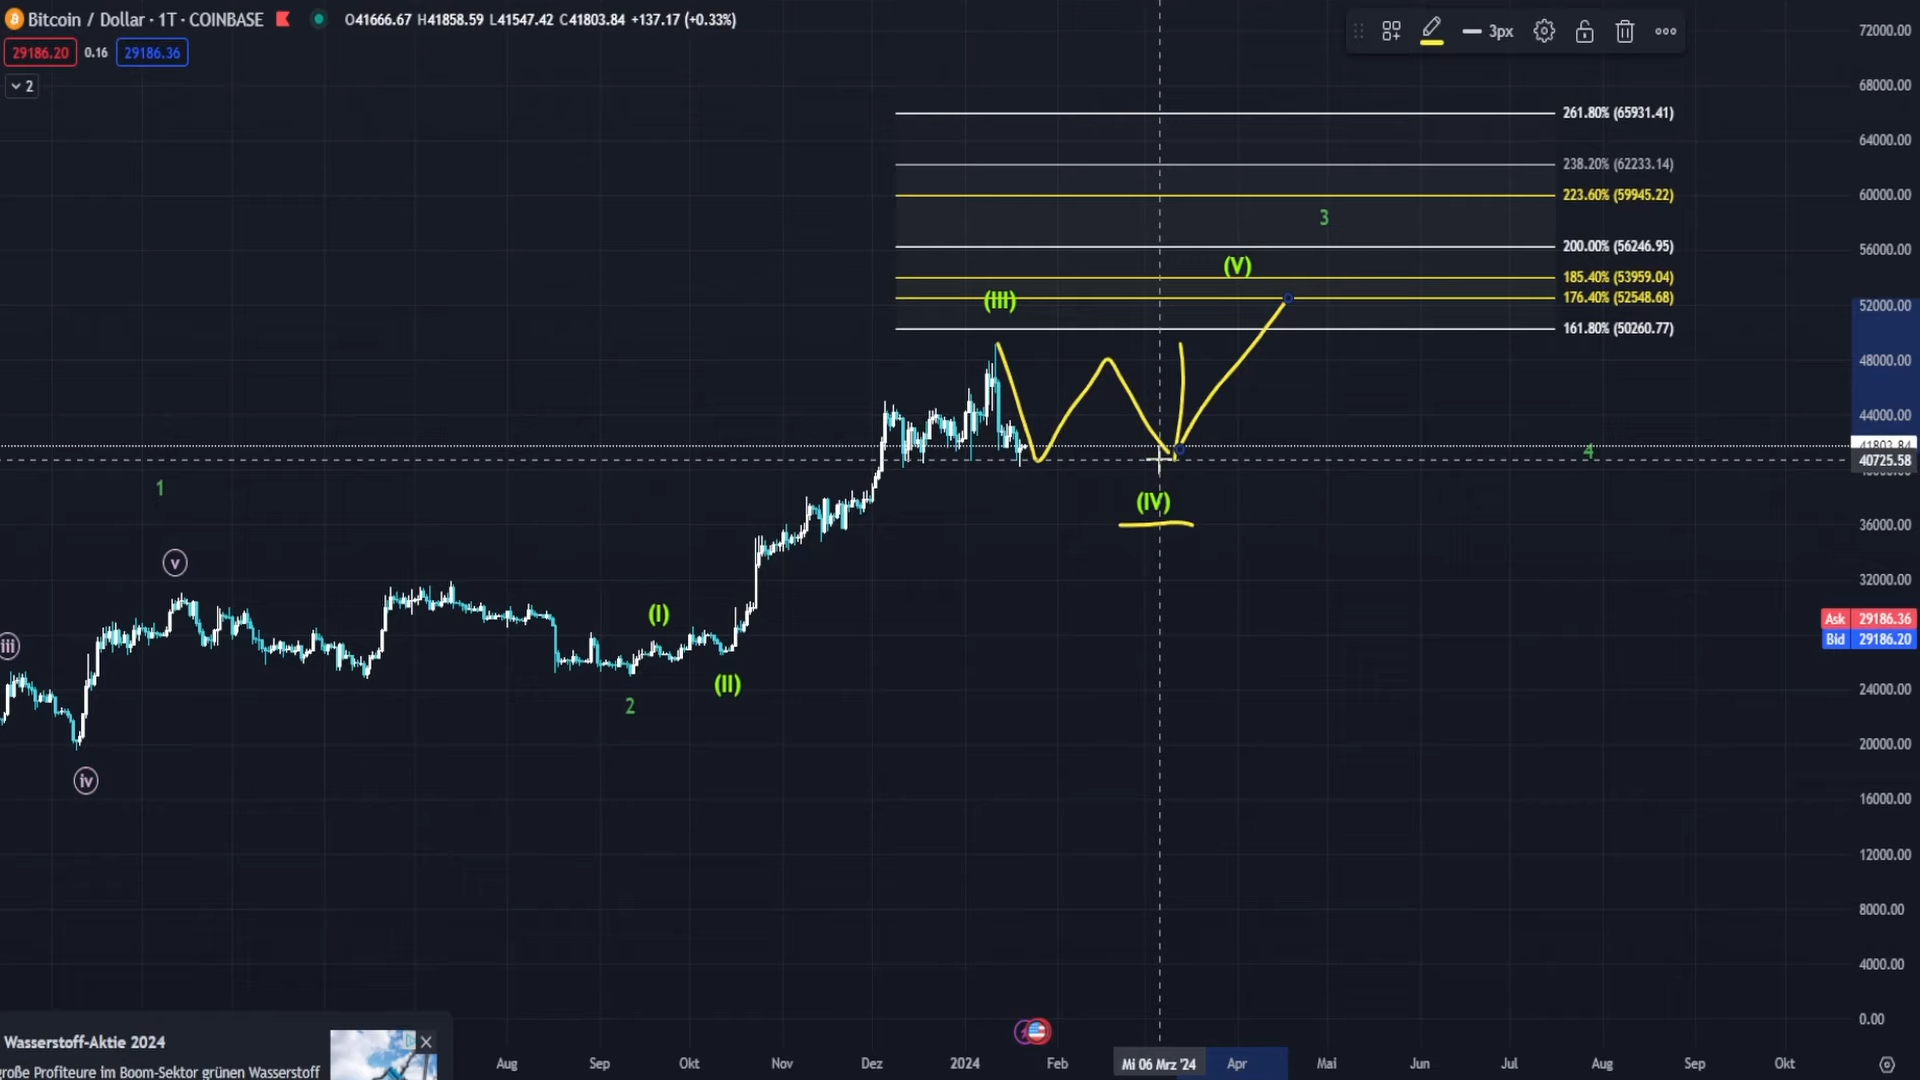 Bitcoin / Dollar · 1T · COINBASE O41666.67 H41858.59 L41547.42 C41803.84 +137.17 (+0.33%)
29186.20 0.16 29186.36
2
3px
72000.00
68000.00
261.80% (65931.41)
64000.00
238.20% (62233.14)
223.60% (59945.22)
60000.00
3
200.00% (56246.95)
56000.00
(V)
185.40% (53959.04)
(III)
176.40% (52548.68)
52000.00
161.80% (50260.77)
48000.00
44000.00
41803.84
4
40725.58
1
(IV)
36000.00
v
32000.00
(I)
Ask 29186.36
Bid 29186.20
iii
(II)
24000.00
2
20000.00
iv
16000.00
12000.00
8000.00
4000.00
0.00
Wasserstoff-Aktie 2024
große Profiteure im Boom-Sektor grünen Wasserstoff
Aug Sep Okt Nov Dez 2024 Feb Mi 06 Mrz '24 Apr Mai Jun Jul Aug Sep Okt